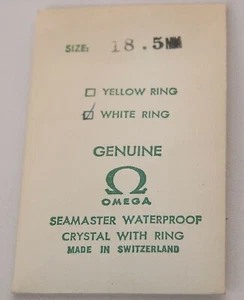 SIZE: 18.5MM
YELLOW RING
WHITE RING
GENUINE
Ω
OMEGA
SEAMASTER WATERPROOF
CRYSTAL WITH RING
MADE IN SWITZERLAND